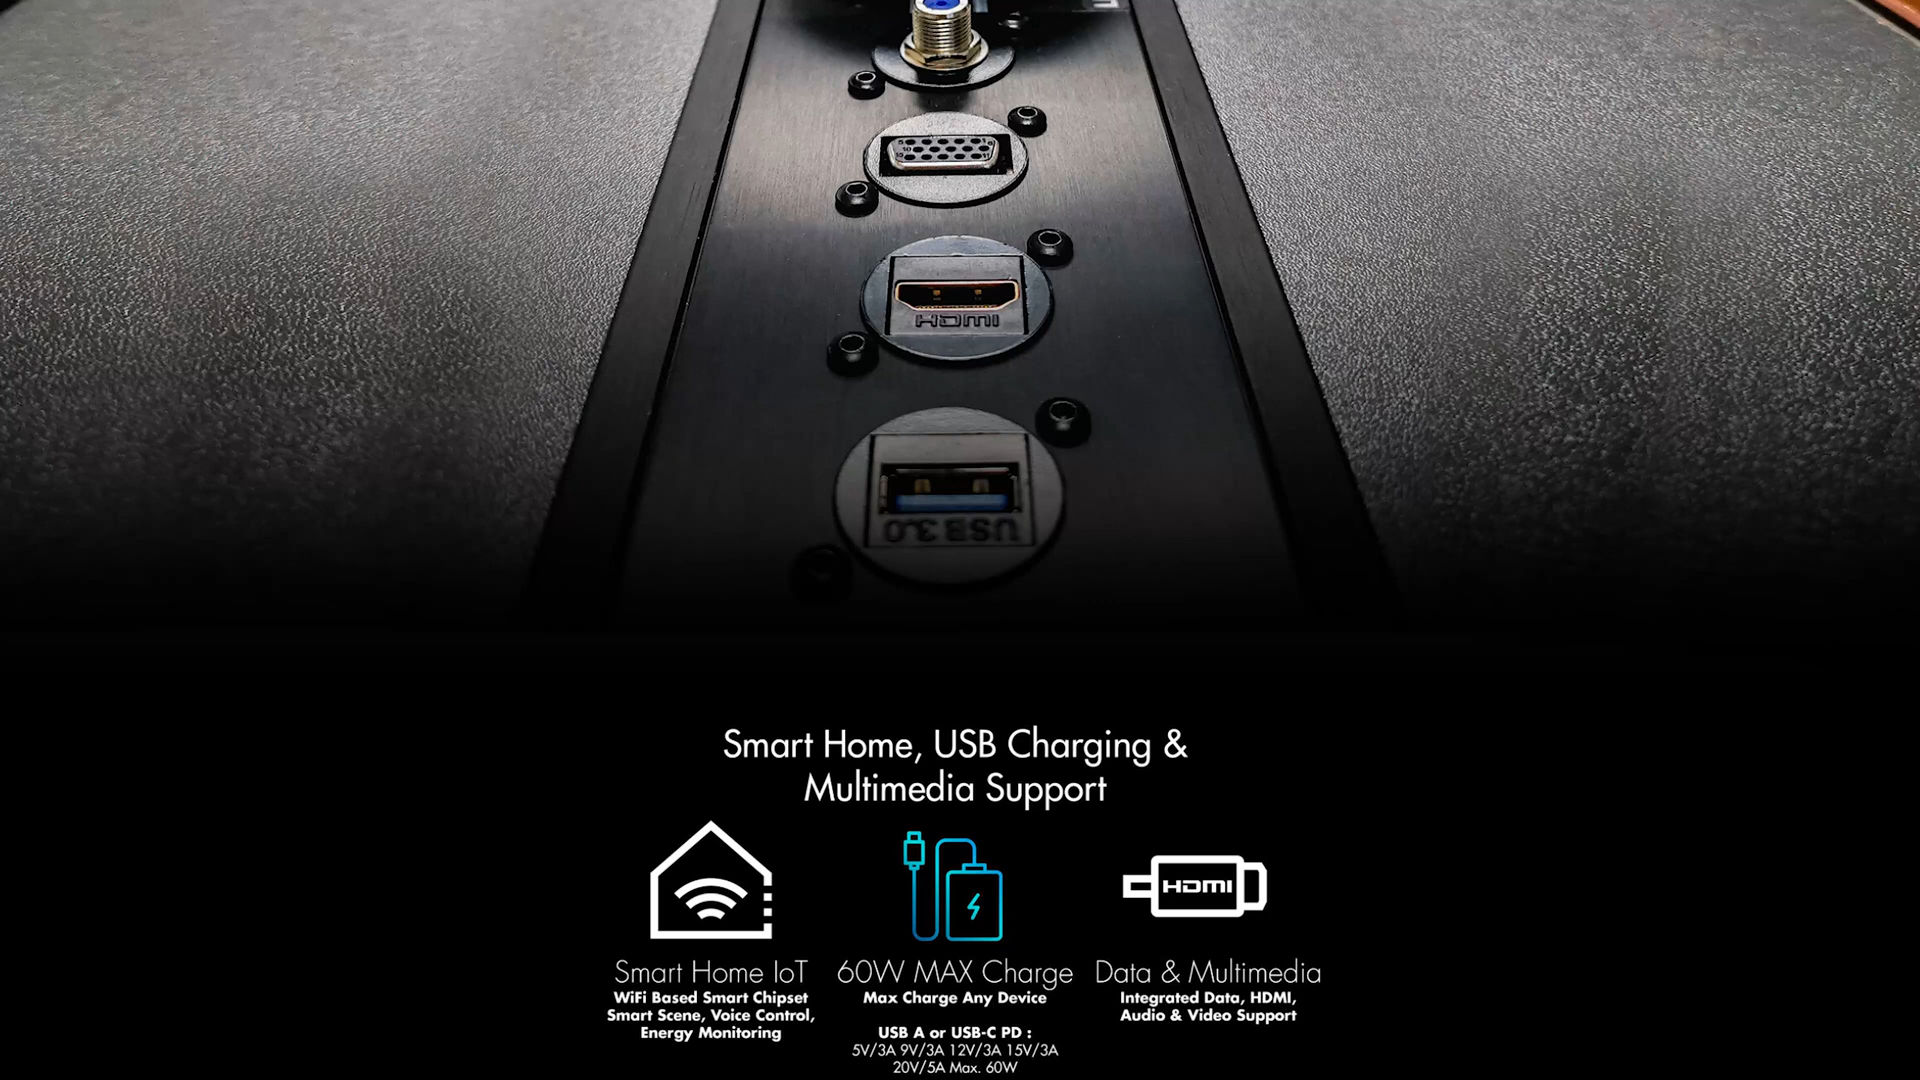 HDMI
USB 3.0
Smart Home, USB Charging &
Multimedia Support
HDMI
Smart Home IoT
WiFi Based Smart Chipset
Smart Scene, Voice Control,
Energy Monitoring
60W MAX Charge
Max Charge Any Device
USB A or USB-C PD :
5V/3A 9V/3A 12V/3A 15V/3A
20V/5A Max. 60W
Data & Multimedia
Integrated Data, HDMI,
Audio & Video Support